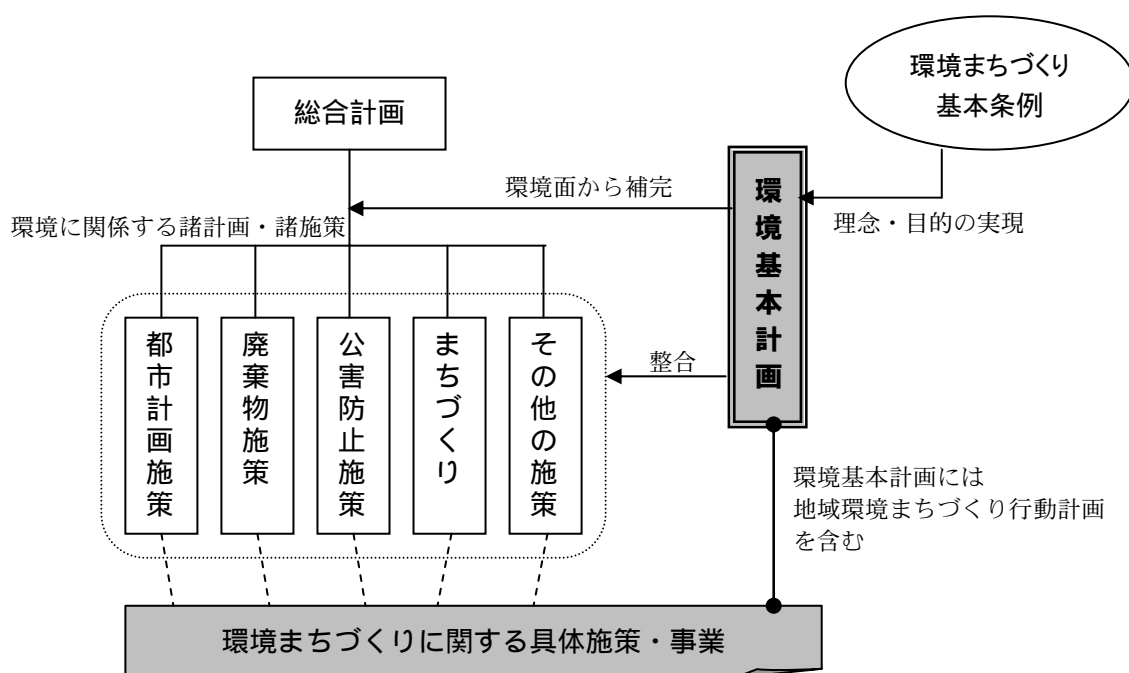 環境まちづくり
基本条例
総合計画
環境基本計画
環境面から補完
理念・目的の実現
環境に関係する諸計画・諸施策
都市計画施策
廃棄物施策
公害防止施策
まちづくり
その他の施策
整合
環境基本計画には
地域環境まちづくり行動計画
を含む
環境まちづくりに関する具体施策・事業